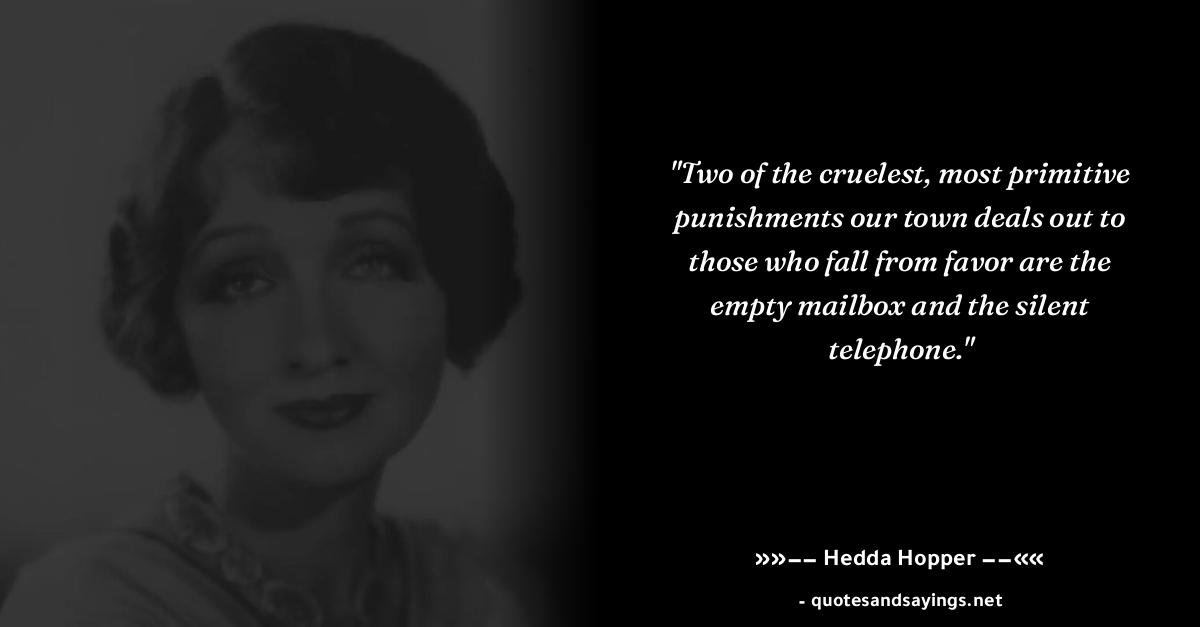 "Two of the cruelest, most primitive
punishments our town deals out to
those who fall from favor are the
empty mailbox and the silent
telephone."
»»−− Hedda Hopper −−««
- quotesandsayings.net